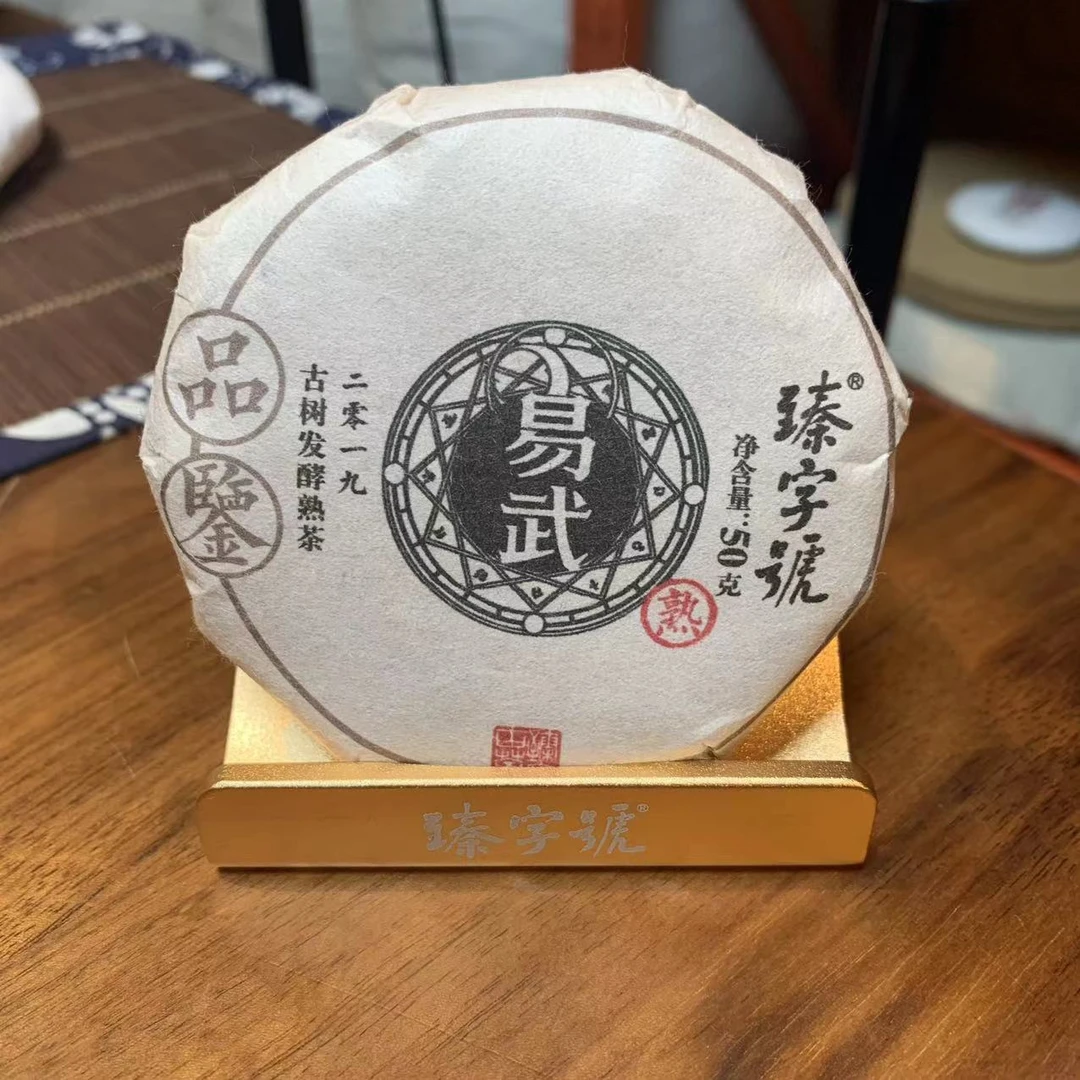 臻字號®
净含量：50克
易武
熟
二零一九
古树发酵熟茶
品鑒
臻字號®